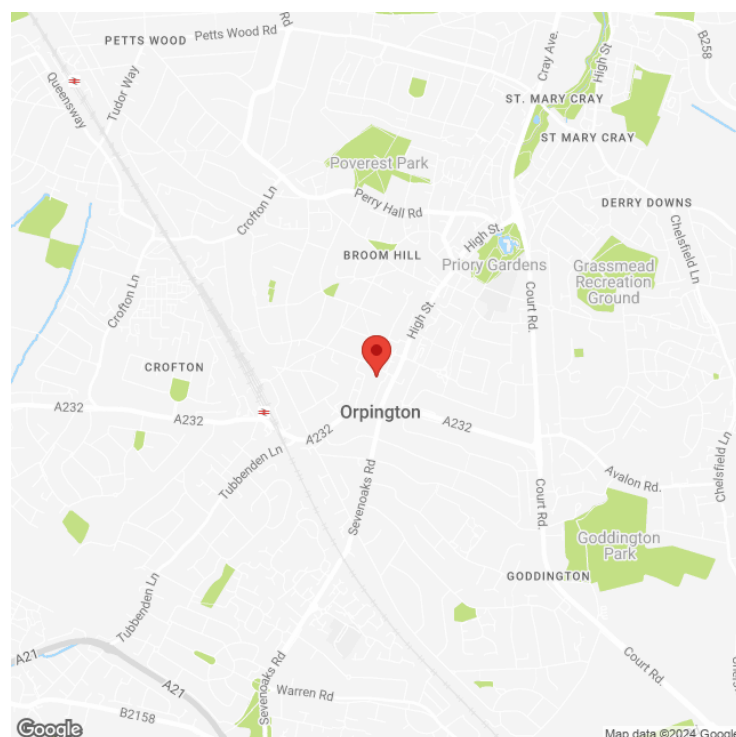 Petts Wood Rd
Rd
PETTS WOOD
B258
Cray Ave.
High St
Tudor Way
Queensway
ST. MARY CRAY
ST MARY CRAY
Poverest Park
Crofton Ln
Perry Hall Rd
DERRY DOWNS
Chelsfield Ln
High St.
BROOM HILL
Priory Gardens
Grassmead
Recreation
Ground
Crofton Ln
High St.
Court Rd.
CROFTON
A232
A232
Orpington
A232
A232
Tubbenden Ln
Chelsfield Ln
Avalon Rd.
Sevenoaks Rd
Court Rd.
Goddington
Park
GODDINGTON
Tubbenden Ln
A21
A21
Sevenoaks Rd
Court Rd.
Warren Rd
B2158
Google
Map data ©2024 Google